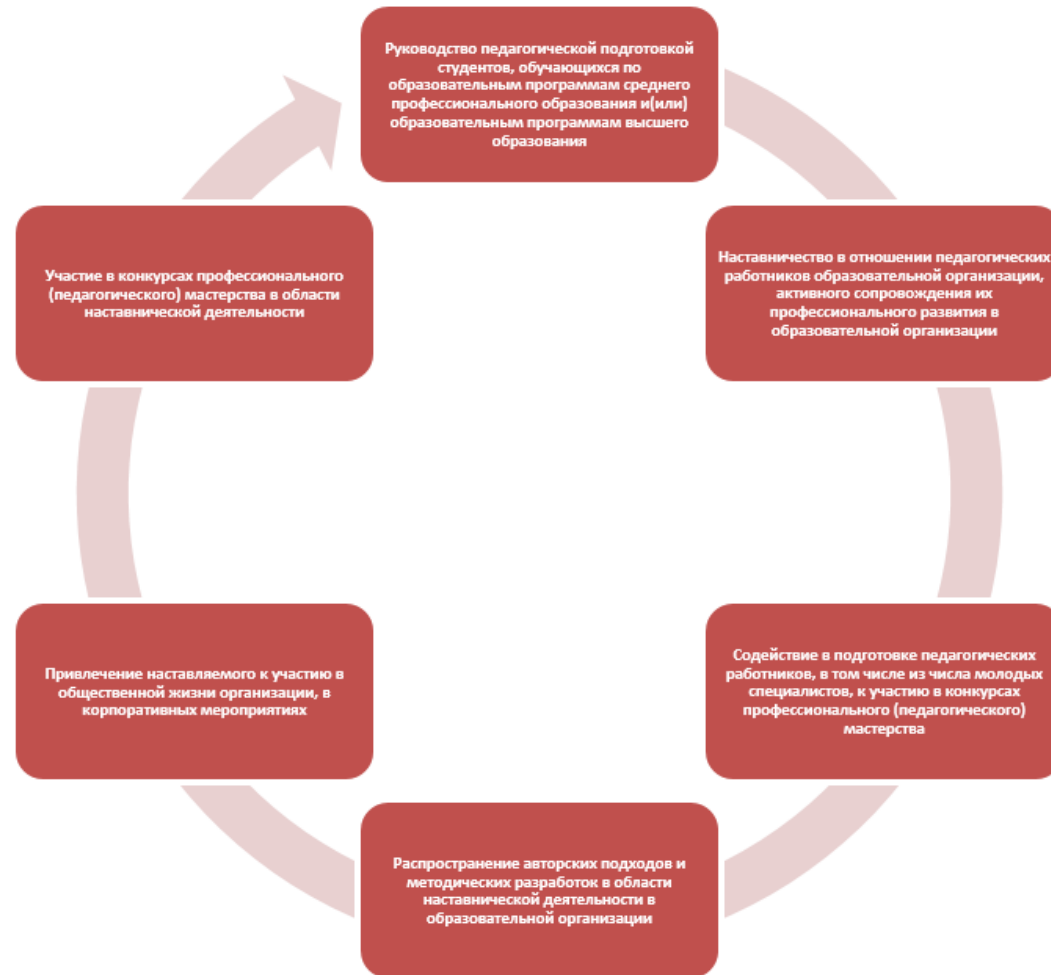 Руководство педагогической подготовкой
студентов, обучающихся по
образовательным программам среднего
профессионального образования и(или)
образовательным программам высшего
образования
Наставничество в отношении педагогических
работников образовательной организации,
активного сопровождения их
профессионального развития в
образовательной организации
Содействие в подготовке педагогических
работников, в том числе из числа молодых
специалистов, к участию в конкурсах
профессионального (педагогического)
мастерства
Распространение авторских подходов и
методических разработок в области
наставнической деятельности в
образовательной организации
Привлечение наставляемого к участию в
общественной жизни организации, в
корпоративных мероприятиях
Участие в конкурсах профессионального
(педагогического) мастерства в области
наставнической деятельности